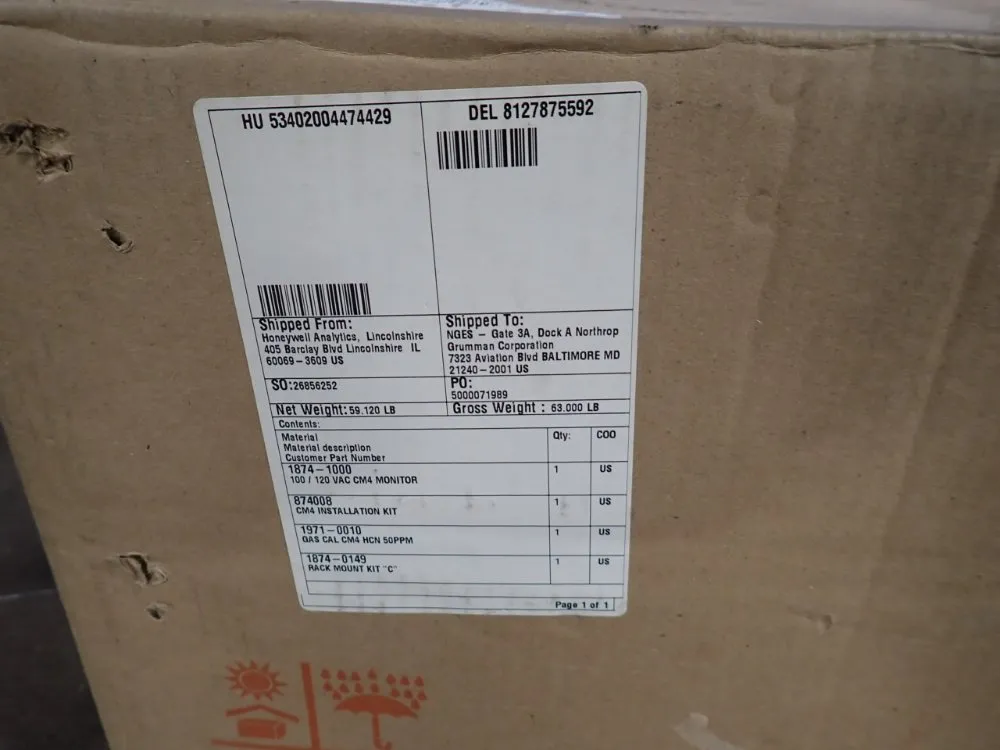 HU 53402004474429
DEL 8127875592
Shipped From:
Honeywell Analytics, Lincolnshire
405 Barclay Blvd Lincolnshire IL
60069-3609 US
Shipped To:
NGES - Gate 3A, Dock A Northrop
Grumman Corporation
7323 Aviation Blvd BALTIMORE MD
21240-2001 US
SO:26856252
PO:
5000071989
Net Weight: 59.120 LB
Gross Weight : 63.000 LB
Contents:
Material
Material description
Customer Part Number
Qty:
COO
1874-1000
100 / 120 VAC CM4 MONITOR
1
US
874008
CM4 INSTALLATION KIT
1
US
1971-0010
GAS CAL CM4 HCN 50PPM
1
US
1874-0149
RACK MOUNT KIT "C"
1
US
Page 1 of 1